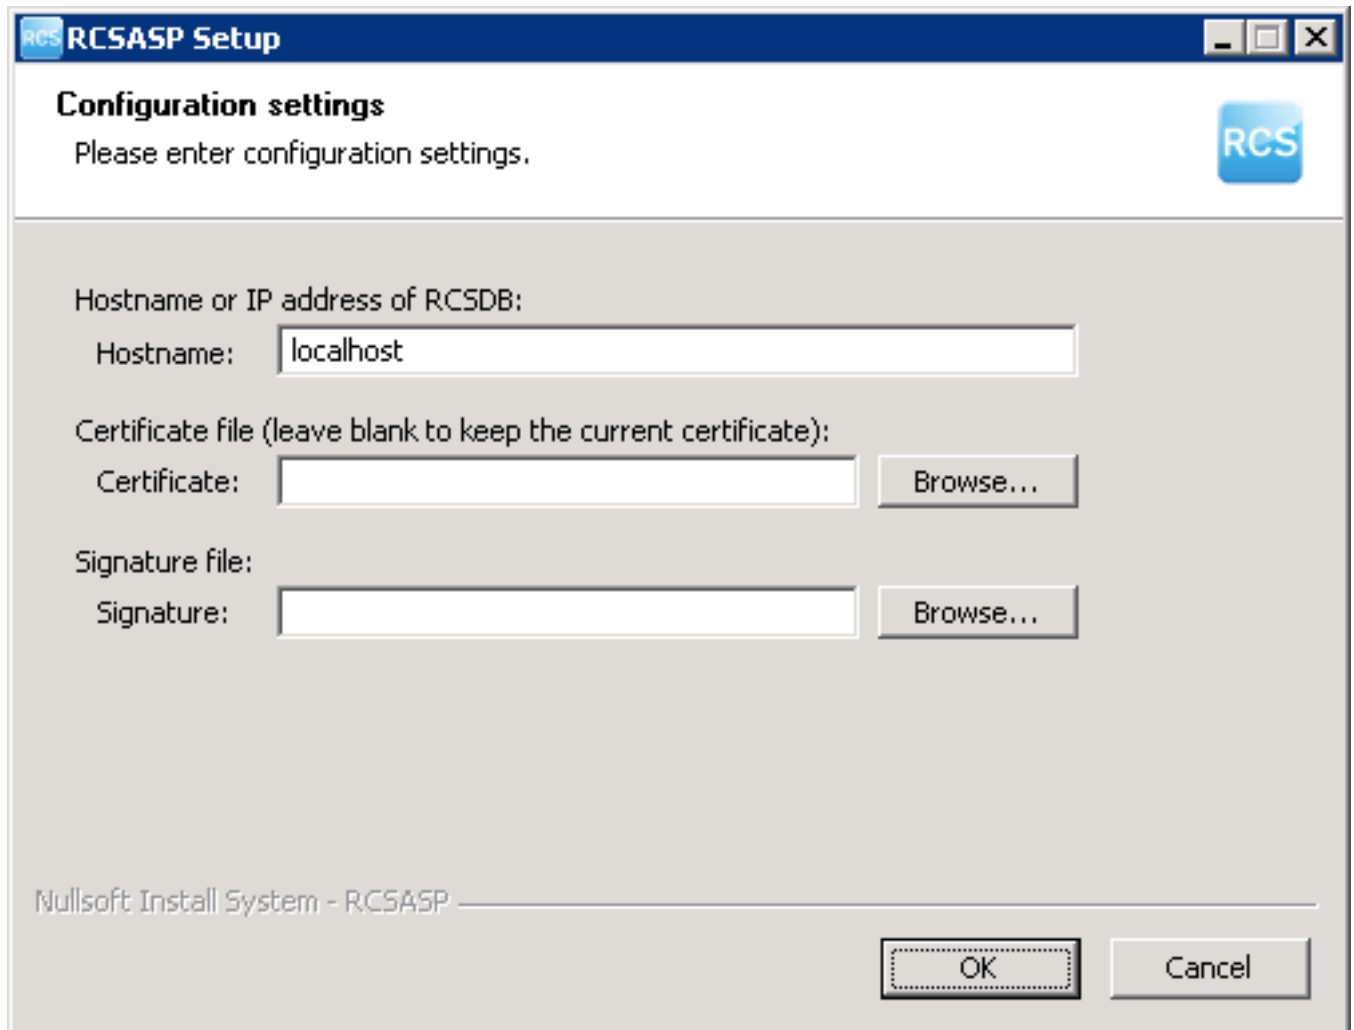 RCS RCSASP Setup
Configuration settings
Please enter configuration settings.
RCS
Hostname or IP address of RCSDB:
Hostname: localhost
Certificate file (leave blank to keep the current certificate):
Certificate: Browse...
Signature file:
Signature: Browse...
Nullsoft Install System - RCSASP
OK Cancel